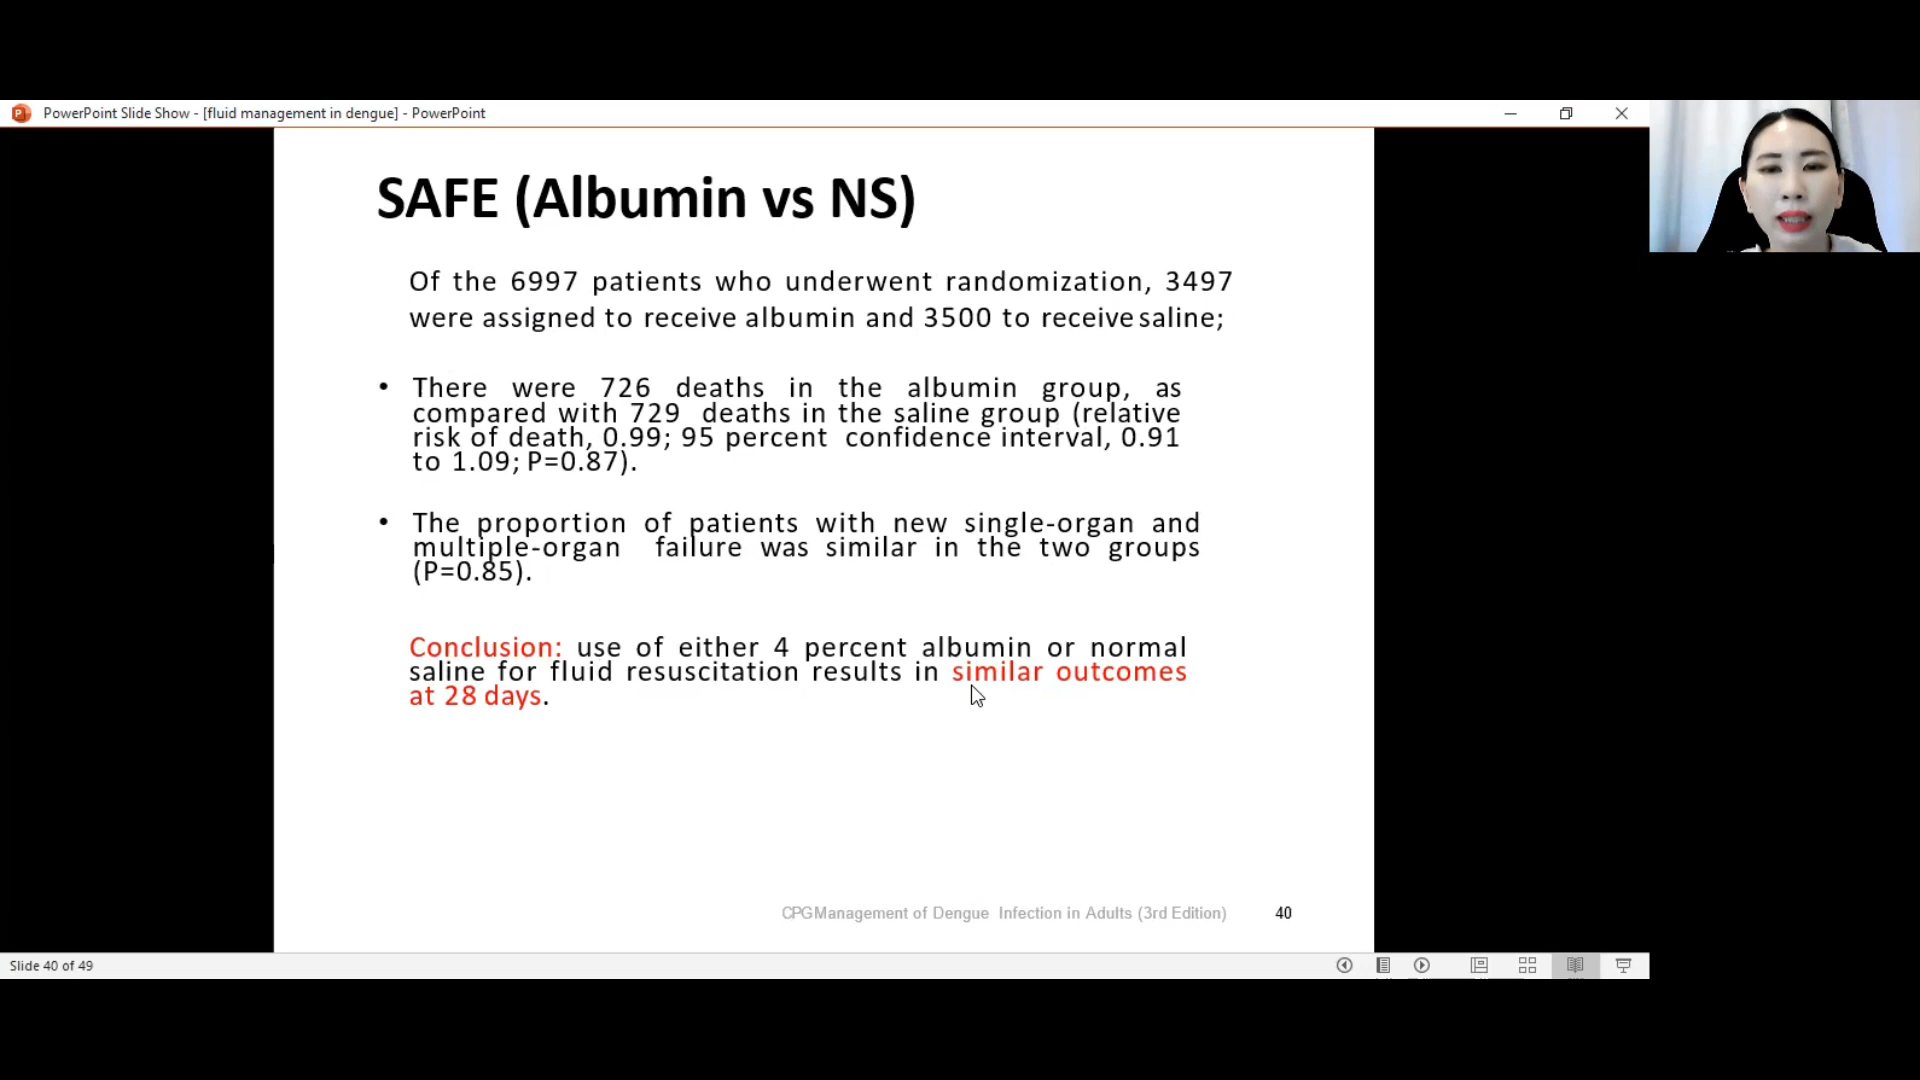 PowerPoint Slide Show - [fluid management in dengue] - PowerPoint
SAFE (Albumin vs NS)
Of the 6997 patients who underwent randomization, 3497
were assigned to receive albumin and 3500 to receive saline;
• There were 726 deaths in the albumin group, as
compared with 729 deaths in the saline group (relative
risk of death, 0.99; 95 percent confidence interval, 0.91
to 1.09; P=0.87).
• The proportion of patients with new single-organ and
multiple-organ failure was similar in the two groups
(P=0.85).
Conclusion: use of either 4 percent albumin or normal
saline for fluid resuscitation results in similar outcomes
at 28 days.
CPGManagement of Dengue Infection in Adults (3rd Edition) 40
Slide 40 of 49